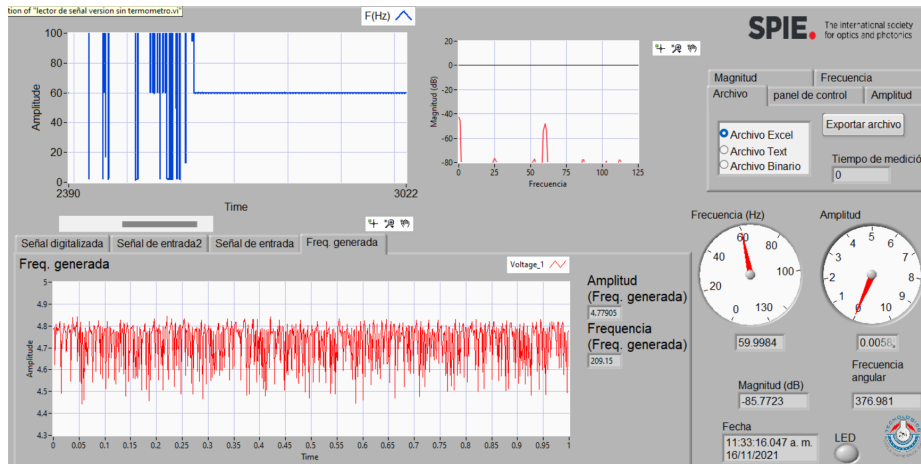 tion of "lector de señal version sin termometro.vi"
F(Hz)
Amplitude
100
80
60
40
20
0
2390
3022
Time
Magnitud (dB)
20
0
-20
-40
-60
-80
0
25
50
75
100
125
Frecuencia
SPIE.
The international society
for optics and photonics
Magnitud
Frecuencia
Archivo
panel de control
Amplitud
Archivo Excel
Archivo Text
Archivo Binario
Exportar archivo
Tiempo de medició
0
Señal digitalizada
Señal de entrada2
Señal de entrada
Freq. generada
Freq. generada
Voltage_1
Amplitude
5
4.9
4.8
4.7
4.6
4.5
4.4
4.3
0 0.05 0.1 0.15 0.2 0.25 0.3 0.35 0.4 0.45 0.5 0.55 0.6 0.65 0.7 0.75 0.8 0.85 0.9 0.95 1
Time
Amplitud
(Freq. generada)
4.77905
Frequencia
(Freq. generada)
209.15
Frecuencia (Hz)
0
20
40
60
80
100
130
59.9984
Amplitud
0
1
2
3
4
5
6
7
8
9
10
0.0058
Magnitud (dB)
-85.7723
Frecuencia
angular
376.981
Fecha
11:33:16.047 a. m.
16/11/2021
LED